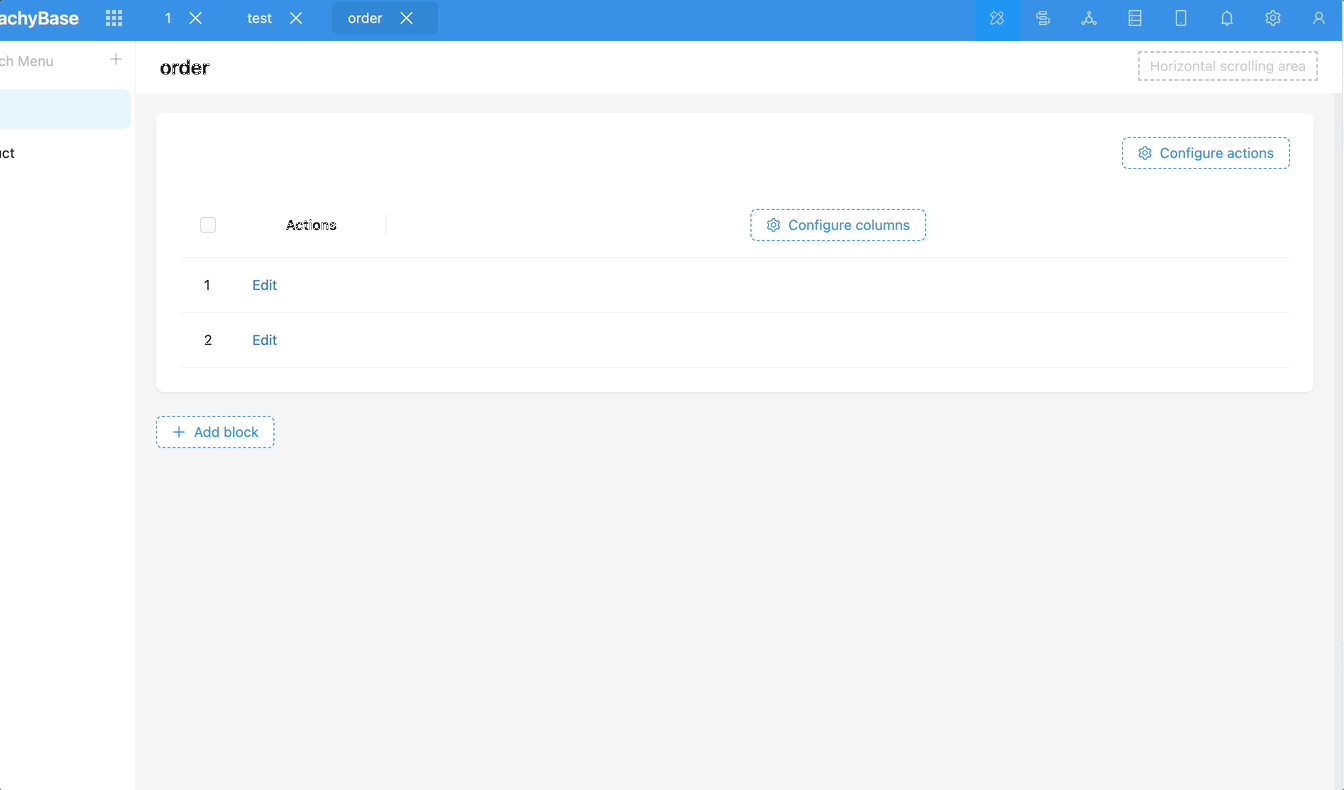 achyBase
1
test
order
ch Menu
order
Horizontal scrolling area
uct
Configure actions
Actions
Configure columns
1
Edit
2
Edit
Add block